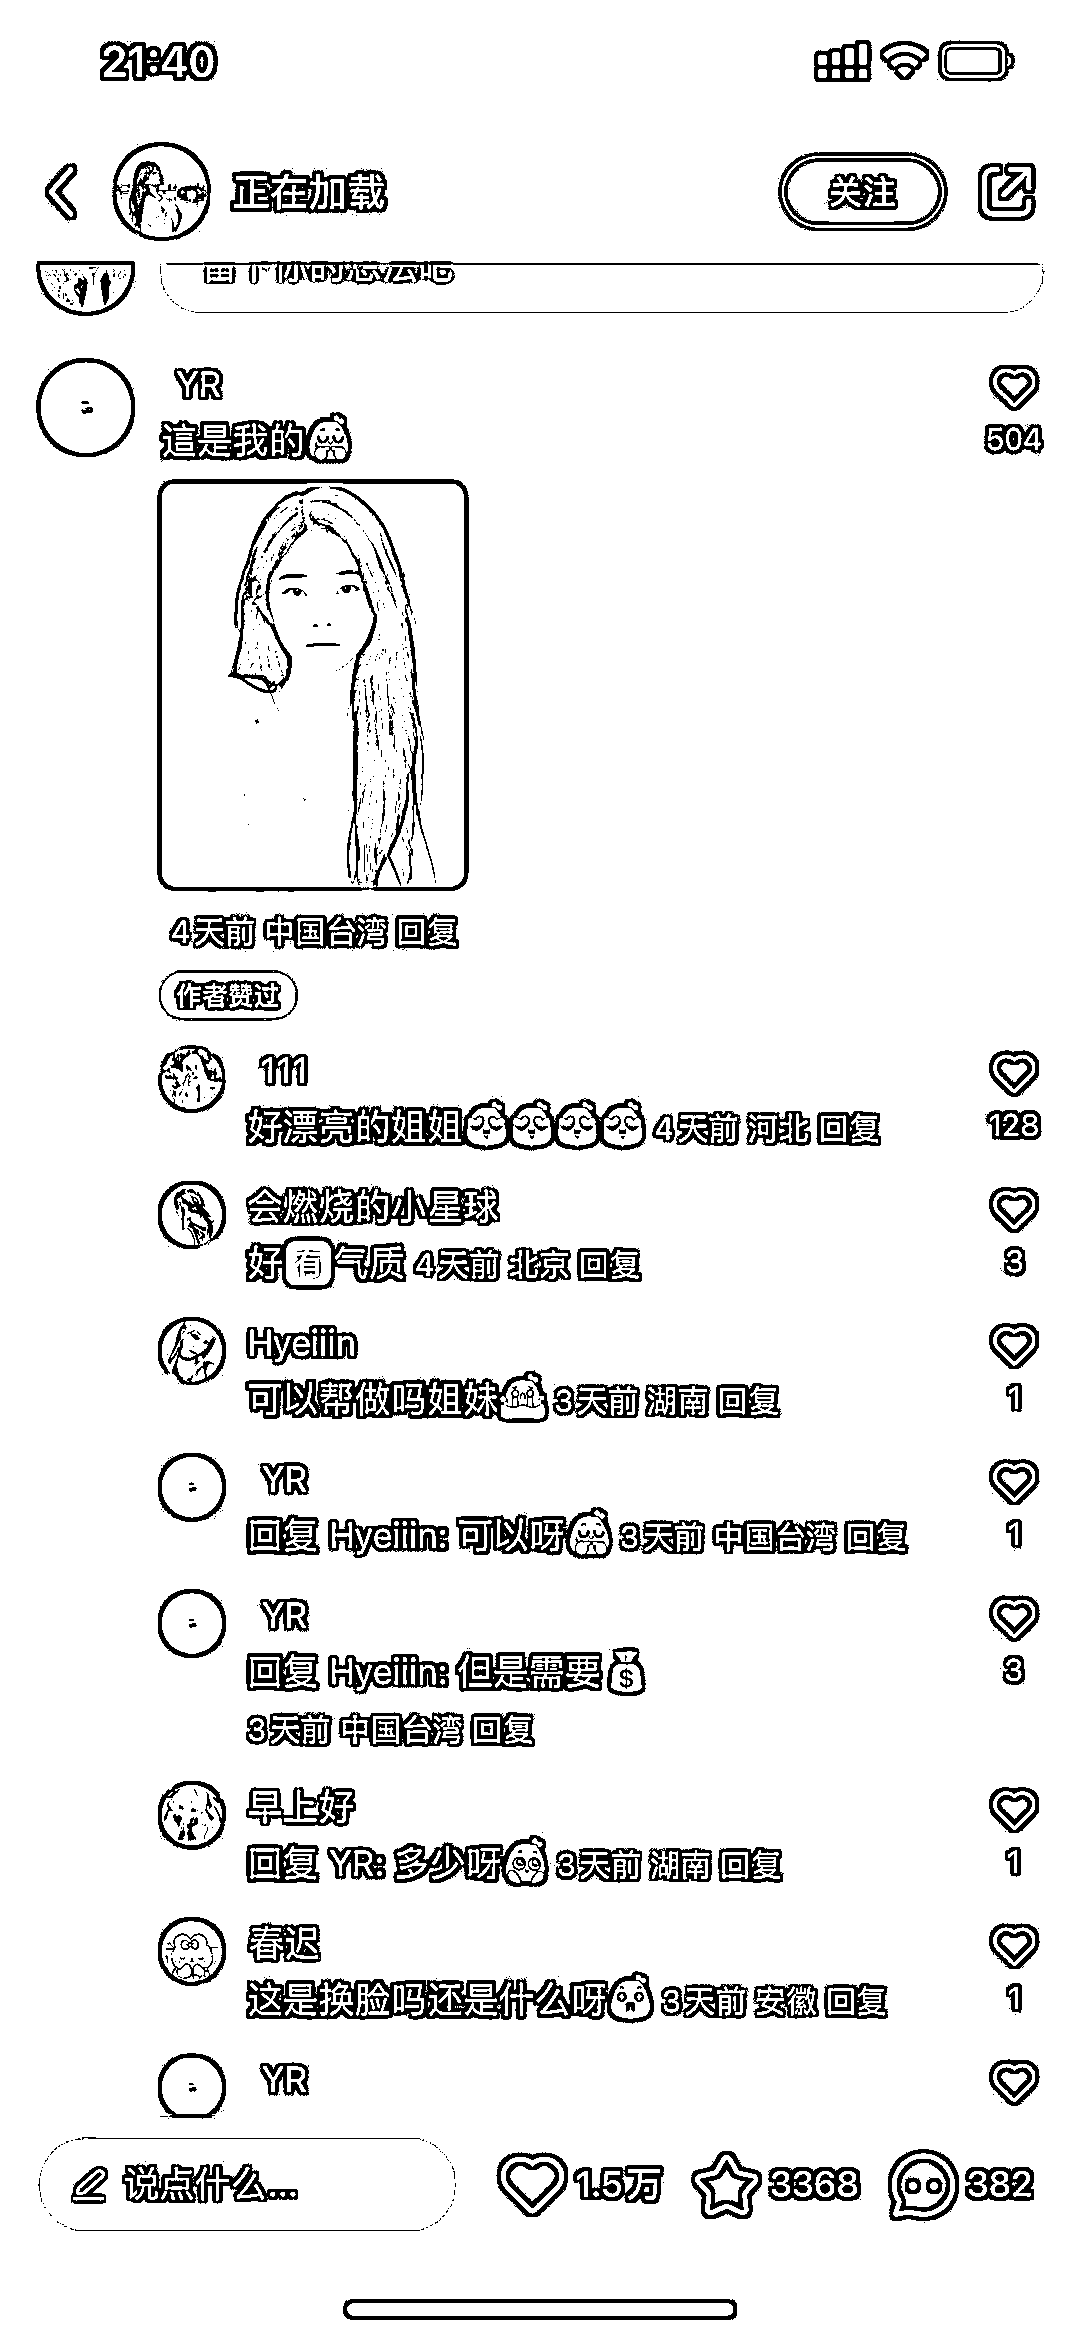 21:40
正在加载
关注
留下你的想法吧
YR
這是我的
504
4天前 中国台湾 回复
作者赞过
111
好漂亮的姐姐 4天前 河北 回复
128
会燃烧的小星球
好有气质 4天前 北京 回复
3
Hyeiiin
可以帮做吗姐妹 3天前 湖南 回复
1
YR
回复 Hyeiiin: 可以呀 3天前 中国台湾 回复
1
YR
回复 Hyeiiin: 但是需要
3
3天前 中国台湾 回复
早上好
回复 YR: 多少呀 3天前 湖南 回复
1
春迟
这是换脸吗还是什么呀 3天前 安徽 回复
1
YR
说点什么... 1.5万 3368 382